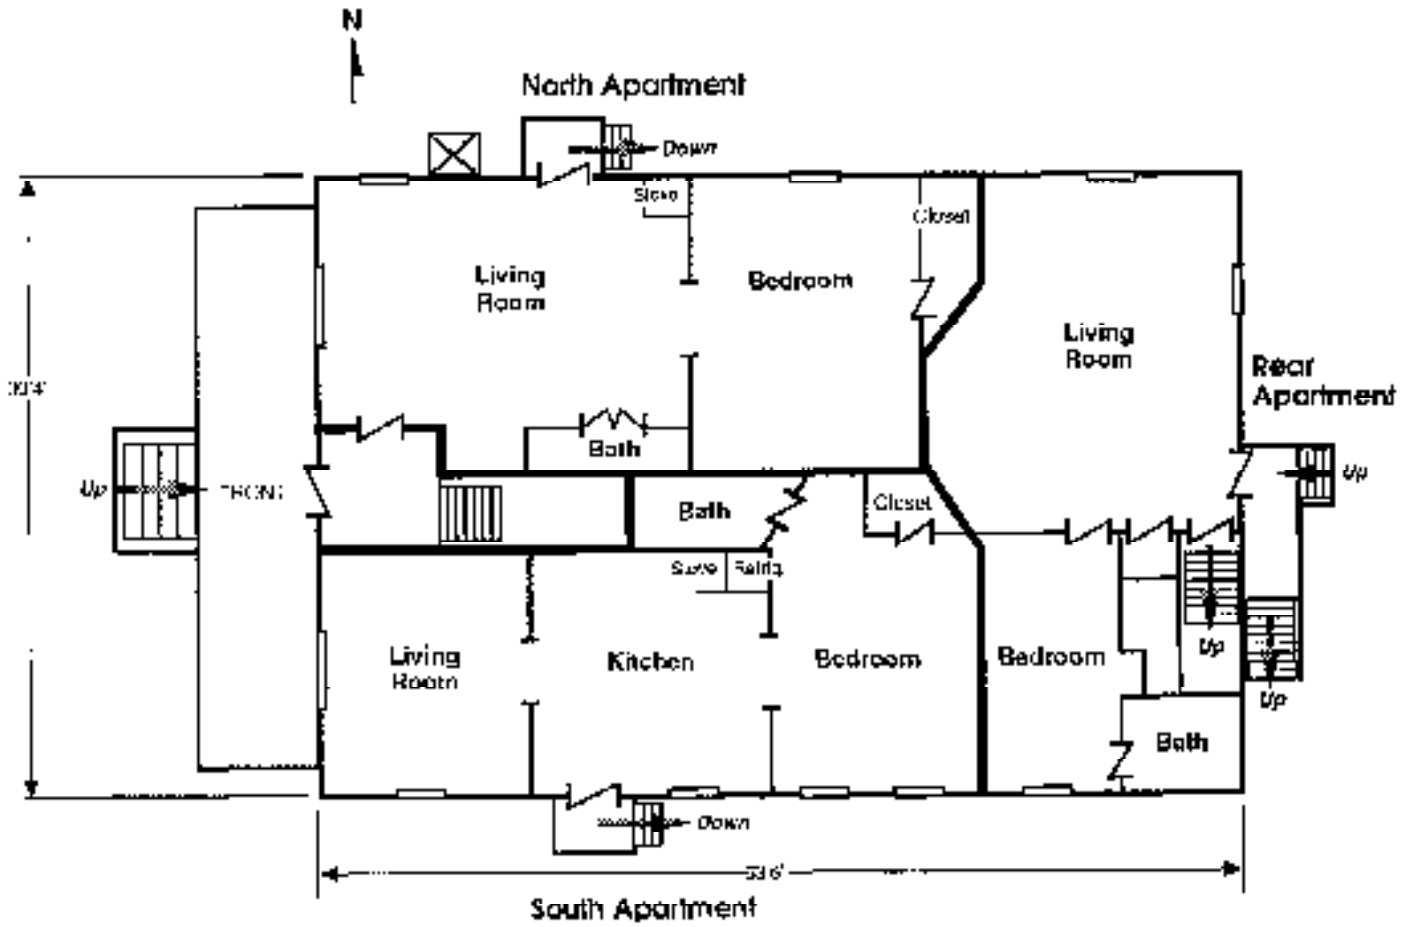 N
North Apartment
Down
Stove
Closet
Living
Room
Bedroom
Living
Room
Rear
Apartment
Bath
Up
Up
Bath
Closet
Stove Refrig
Living
Room
Kitchen
Bedroom
Bedroom
Up
Up
Bath
Down
South Apartment